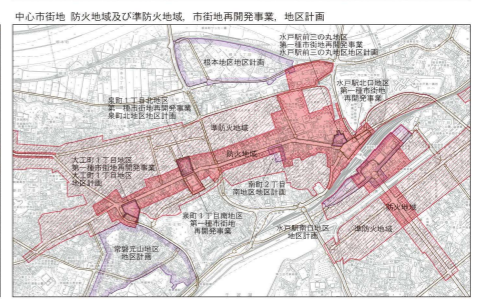 中心市街地 防火地域及び準防火地域，市街地再開発事業，地区計画
水戸駅前三の丸地区
第一種市街地再開発事業
水戸駅前三の丸地区地区計画
根本地区地区計画
水戸駅北口地区
第一種市街地
再開発事業
泉町1丁目北地区
第一種市街地再開発事業
泉町北地区地区計画
準防火地域
防火地域
大工町1丁目地区
第一種市街地再開発事業
大工町1丁目地区
地区計画
泉町2丁目
南地区地区計画
泉町1丁目南地区
第一種市街地
再開発事業
水戸駅南口地区
地区計画
防火地域
準防火地域
常磐元山地区
地区計画